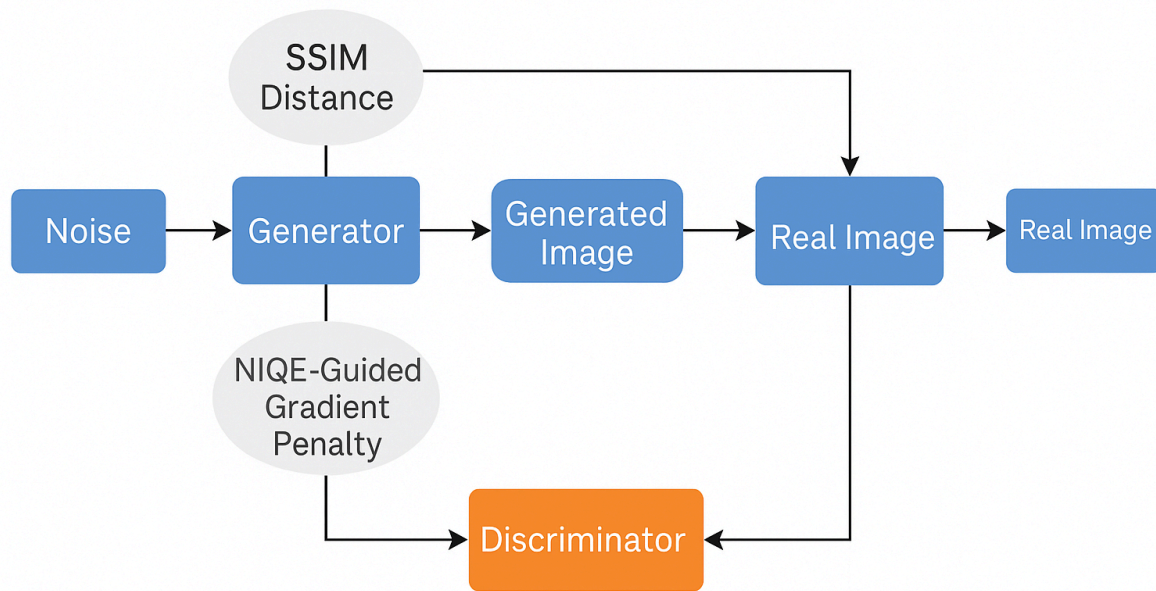 SSIM
Distance
Noise
Generator
Generated
Image
Real Image
Real Image
NIQE-Guided
Gradient
Penalty
Discriminator